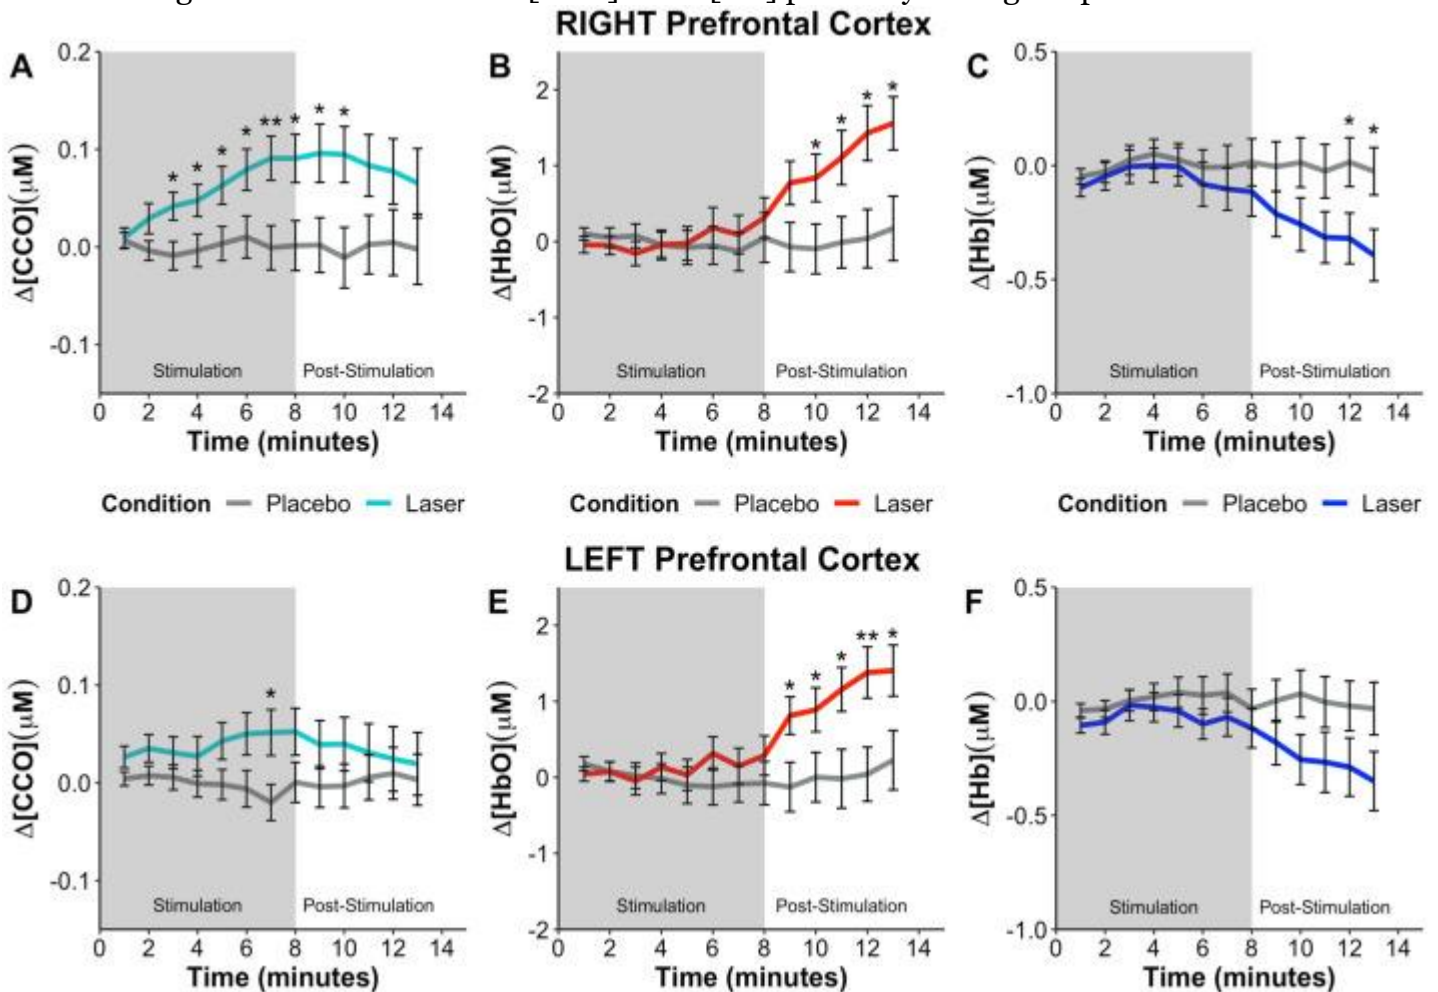 RIGHT Prefrontal Cortex
A
0.2
0.1
0.0
-0.1
Δ[CCO](μM)
* * * * ** * * *
Stimulation
Post-Stimulation
0 2 4 6 8 10 12 14
Time (minutes)
B
2
1
0
-1
-2
Δ[HbO](μM)
* * * *
Stimulation
Post-Stimulation
0 2 4 6 8 10 12 14
Time (minutes)
C
0.5
0.0
-0.5
-1.0
Δ[Hb](μM)
* *
Stimulation
Post-Stimulation
0 2 4 6 8 10 12 14
Time (minutes)
Condition Placebo Laser
Condition Placebo Laser
Condition Placebo Laser
LEFT Prefrontal Cortex
D
0.2
0.1
0.0
-0.1
Δ[CCO](μM)
*
Stimulation
Post-Stimulation
0 2 4 6 8 10 12 14
Time (minutes)
E
2
1
0
-1
-2
Δ[HbO](μM)
* * * ** *
Stimulation
Post-Stimulation
0 2 4 6 8 10 12 14
Time (minutes)
F
0.5
0.0
-0.5
-1.0
Δ[Hb](μM)
Stimulation
Post-Stimulation
0 2 4 6 8 10 12 14
Time (minutes)